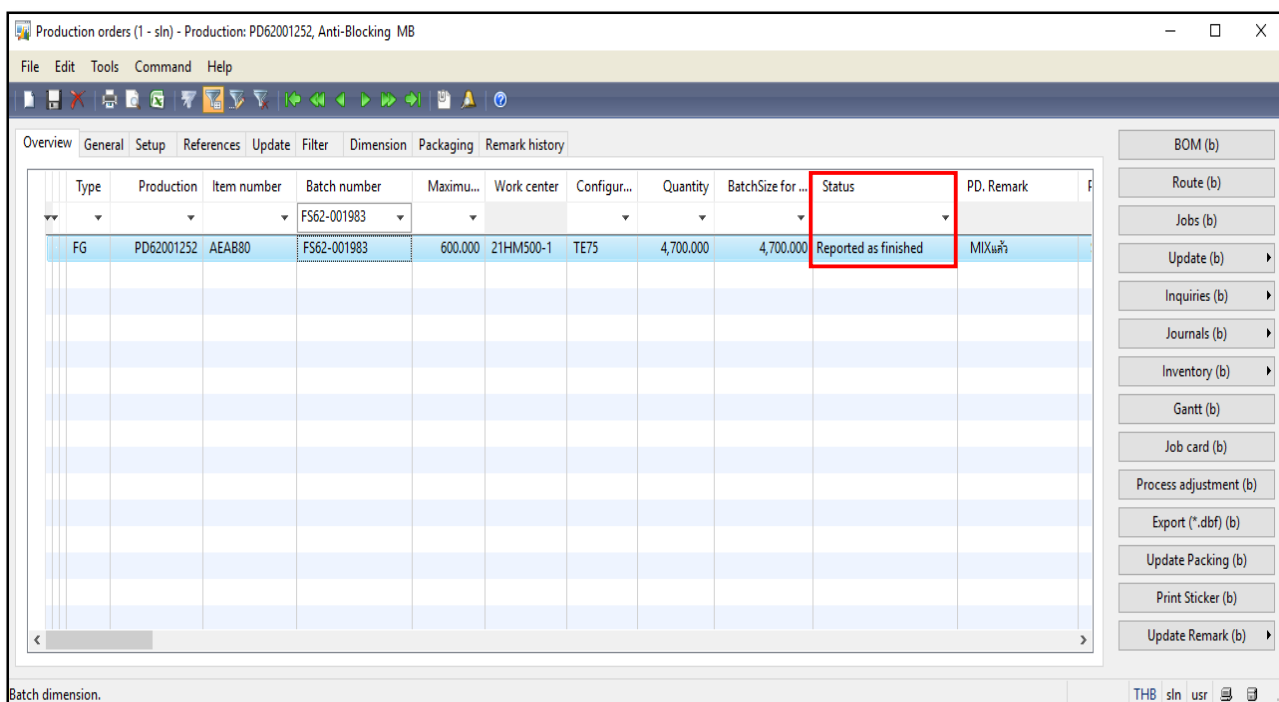 Production orders (1 - sln) - Production: PD62001252, Anti-Blocking MB
File Edit Tools Command Help
Overview General Setup References Update Filter Dimension Packaging Remark history
Type Production Item number Batch number Maximu... Work center Configur... Quantity BatchSize for ... Status PD. Remark
FS62-001983
FG PD62001252 AEAB80 FS62-001983 600.000 21HM500-1 TE75 4,700.000 4,700.000 Reported as finished MIXแล้ว
BOM (b)
Route (b)
Jobs (b)
Update (b)
Inquiries (b)
Journals (b)
Inventory (b)
Gantt (b)
Job card (b)
Process adjustment (b)
Export (*.dbf) (b)
Update Packing (b)
Print Sticker (b)
Update Remark (b)
Batch dimension. THB sln usr